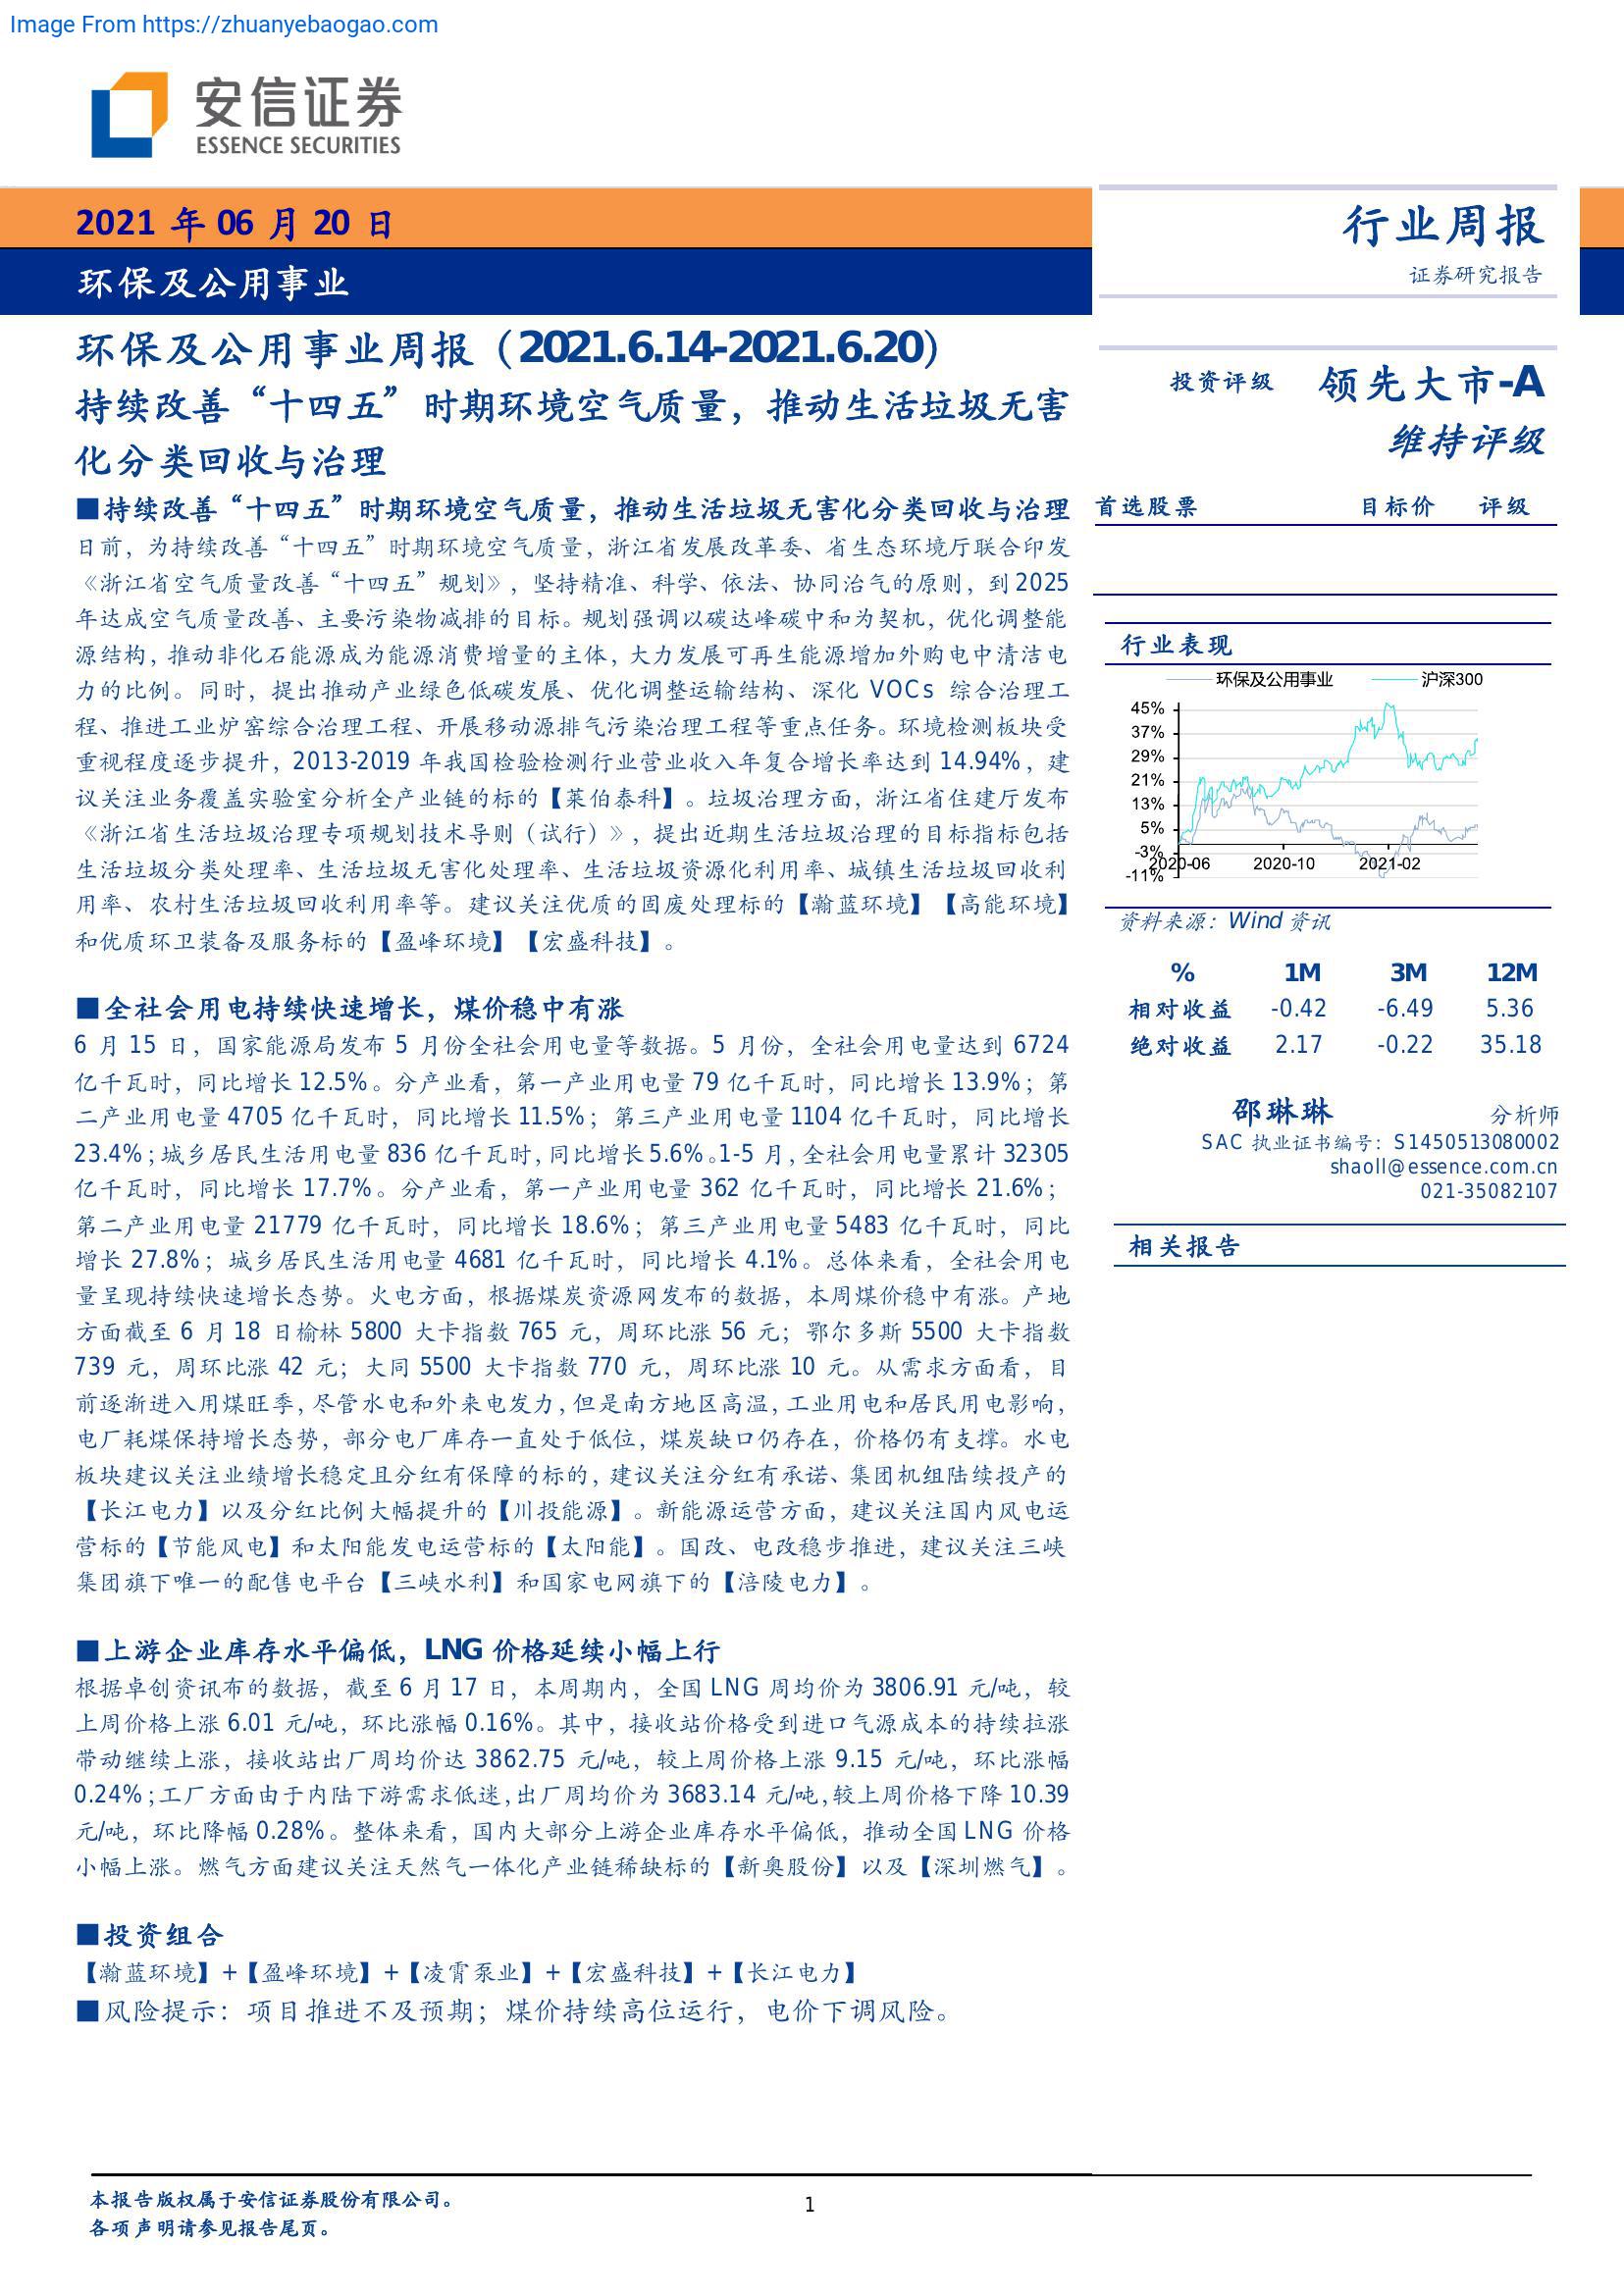 Image From https://zhuanyebaogao.com
安信证券
ESSENCE SECURITIES
2021 年 06 月 20 日
环保及公用事业
行业周报
证券研究报告
环保及公用事业周报（2021.6.14-2021.6.20）
持续改善“十四五”时期环境空气质量，推动生活垃圾无害
化分类回收与治理
■持续改善“十四五”时期环境空气质量，推动生活垃圾无害化分类回收与治理
日前，为持续改善“十四五”时期环境空气质量，浙江省发展改革委、省生态环境厅联合印发
《浙江省空气质量改善“十四五”规划》，坚持精准、科学、依法、协同治气的原则，到 2025
年达成空气质量改善、主要污染物减排的目标。规划强调以碳达峰碳中和为契机，优化调整能
源结构，推动非化石能源成为能源消费增量的主体，大力发展可再生能源增加外购电中清洁电
力的比例。同时，提出推动产业绿色低碳发展、优化调整运输结构、深化 VOCs 综合治理工
程、推进工业炉窑综合治理工程、开展移动源排气污染治理工程等重点任务。环境检测板块受
重视程度逐步提升，2013-2019 年我国检验检测行业营业收入年复合增长率达到 14.94%，建
议关注业务覆盖实验室分析全产业链的标的【莱伯泰科】。垃圾治理方面，浙江省住建厅发布
《浙江省生活垃圾治理专项规划技术导则（试行）》，提出近期生活垃圾治理的目标指标包括
生活垃圾分类处理率、生活垃圾无害化处理率、生活垃圾资源化利用率、城镇生活垃圾回收利
用率、农村生活垃圾回收利用率等。建议关注优质的固废处理标的【瀚蓝环境】【高能环境】
和优质环卫装备及服务标的【盈峰环境】【宏盛科技】。
■全社会用电持续快速增长，煤价稳中有涨
6 月 15 日，国家能源局发布 5 月份全社会用电量等数据。5 月份，全社会用电量达到 6724
亿千瓦时，同比增长 12.5%。分产业看，第一产业用电量 79 亿千瓦时，同比增长 13.9%；第
二产业用电量 4705 亿千瓦时，同比增长 11.5%；第三产业用电量 1104 亿千瓦时，同比增长
23.4%；城乡居民生活用电量 836 亿千瓦时，同比增长 5.6%。1-5 月，全社会用电量累计 32305
亿千瓦时，同比增长 17.7%。分产业看，第一产业用电量 362 亿千瓦时，同比增长 21.6%；
第二产业用电量 21779 亿千瓦时，同比增长 18.6%；第三产业用电量 5483 亿千瓦时，同比
增长 27.8%；城乡居民生活用电量 4681 亿千瓦时，同比增长 4.1%。总体来看，全社会用电
量呈现持续快速增长态势。火电方面，根据煤炭资源网发布的数据，本周煤价稳中有涨。产地
方面截至 6 月 18 日榆林 5800 大卡指数 765 元，周环比涨 56 元；鄂尔多斯 5500 大卡指数
739 元，周环比涨 42 元；大同 5500 大卡指数 770 元，周环比涨 10 元。从需求方面看，目
前逐渐进入用煤旺季，尽管水电和外来电发力，但是南方地区高温，工业用电和居民用电影响，
电厂耗煤保持增长态势，部分电厂库存一直处于低位，煤炭缺口仍存在，价格仍有支撑。水电
板块建议关注业绩增长稳定且分红有保障的标的，建议关注分红有承诺、集团机组陆续投产的
【长江电力】以及分红比例大幅提升的【川投能源】。新能源运营方面，建议关注国内风电运
营标的【节能风电】和太阳能发电运营标的【太阳能】。国改、电改稳步推进，建议关注三峡
集团旗下唯一的配售电平台【三峡水利】和国家电网旗下的【涪陵电力】。
■上游企业库存水平偏低，LNG 价格延续小幅上行
根据卓创资讯布的数据，截至 6 月 17 日，本周期内，全国 LNG 周均价为 3806.91 元/吨，较
上周价格上涨 6.01 元/吨，环比涨幅 0.16%。其中，接收站价格受到进口气源成本的持续拉涨
带动继续上涨，接收站出厂周均价达 3862.75 元/吨，较上周价格上涨 9.15 元/吨，环比涨幅
0.24%；工厂方面由于内陆下游需求低迷，出厂周均价为 3683.14 元/吨，较上周价格下降 10.39
元/吨，环比降幅 0.28%。整体来看，国内大部分上游企业库存水平偏低，推动全国 LNG 价格
小幅上涨。燃气方面建议关注天然气一体化产业链稀缺标的【新奥股份】以及【深圳燃气】。
■投资组合
【瀚蓝环境】+【盈峰环境】+【凌霄泵业】+【宏盛科技】+【长江电力】
■风险提示：项目推进不及预期；煤价持续高位运行，电价下调风险。
投资评级 领先大市-A
维持评级
首选股票 目标价 评级
行业表现
环保及公用事业 沪深300
45%
37%
29%
21%
13%
5%
-3%
-11%
2020-06 2020-10 2021-02
资料来源：Wind 资讯
% 1M 3M 12M
相对收益 -0.42 -6.49 5.36
绝对收益 2.17 -0.22 35.18
邵琳琳 分析师
SAC 执业证书编号：S1450513080002
shaoll@essence.com.cn
021-35082107
相关报告
本报告版权属于安信证券股份有限公司。
各项声明请参见报告尾页。
1